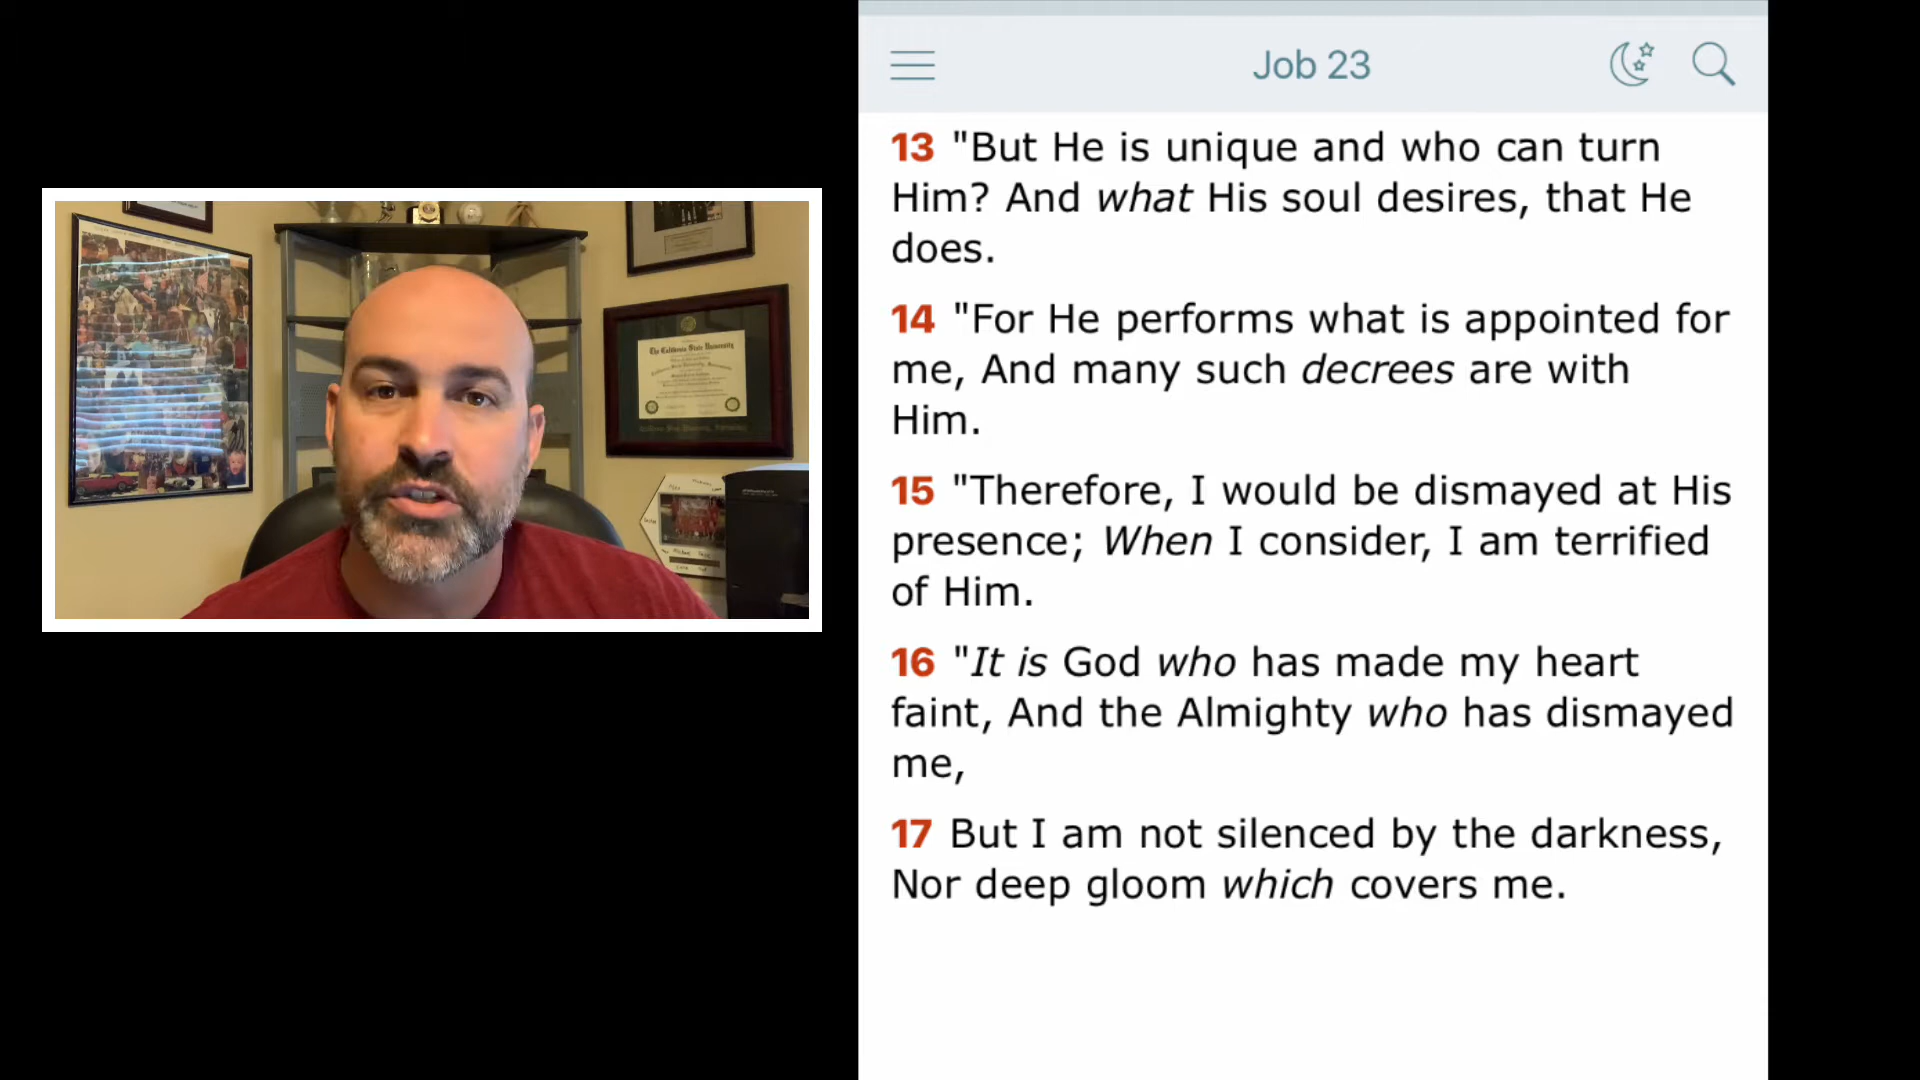 The California State University
Job 23
13 "But He is unique and who can turn
Him? And what His soul desires, that He
does.
14 "For He performs what is appointed for
me, And many such decrees are with
Him.
15 "Therefore, I would be dismayed at His
presence; When I consider, I am terrified
of Him.
16 "It is God who has made my heart
faint, And the Almighty who has dismayed
me,
17 But I am not silenced by the darkness,
Nor deep gloom which covers me.